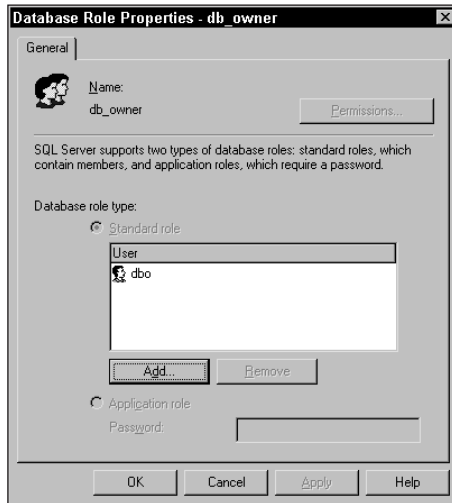 Database Role Properties - db_owner
General
Name:
db_owner
Permissions...
SQL Server supports two types of database roles: standard roles, which
contain members, and application roles, which require a password.
Database role type:
Standard role
User
dbo
Add...
Remove
Application role
Password:
OK
Cancel
Apply
Help